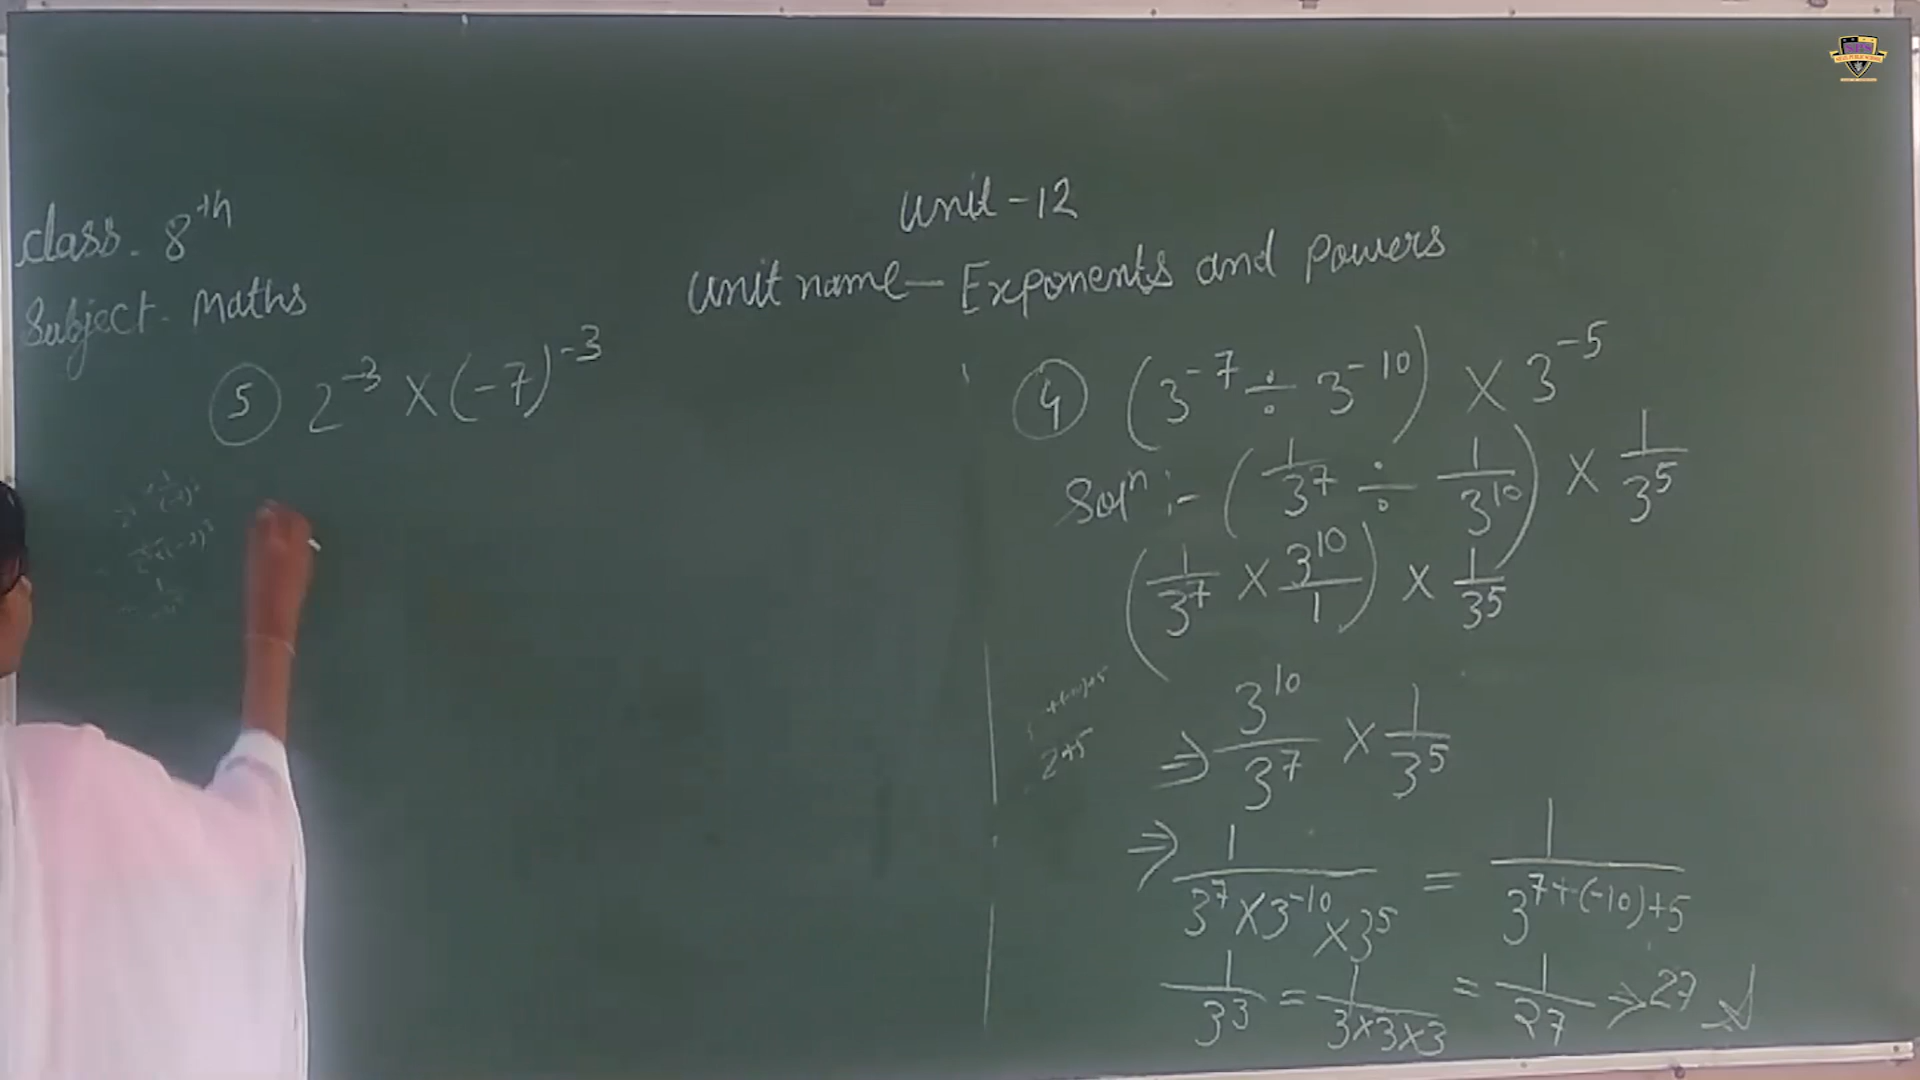 Class - 8th
Subject - Maths
Unit - 12
Unit name - Exponents and Powers
5 2^-3 × (-7)^-3
4 (3^-7 ÷ 3^-10) × 3^-5
Soln :- (1/3^7 ÷ 1/3^10) × 1/3^5
(1/3^7 × 3^10/1) × 1/3^5
⇒ 3^10/3^7 × 1/3^5
2+5
⇒ 1/(3^7 × 3^-10 × 3^5) = 1/3^(7+(-10)+5)
1/3^3 = 1/(3×3×3) = 1/27 ⇒ 27